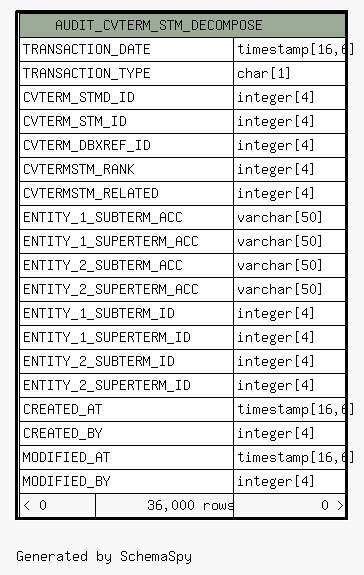 AUDIT_CVTERM_STM_DECOMPOSE
TRANSACTION_DATE timestamp[16,6]
TRANSACTION_TYPE char[1]
CVTERM_STMD_ID integer[4]
CVTERM_STM_ID integer[4]
CVTERM_DBXREF_ID integer[4]
CVTERMSTM_RANK integer[4]
CVTERMSTM_RELATED integer[4]
ENTITY_1_SUBTERM_ACC varchar[50]
ENTITY_1_SUPERTERM_ACC varchar[50]
ENTITY_2_SUBTERM_ACC varchar[50]
ENTITY_2_SUPERTERM_ACC varchar[50]
ENTITY_1_SUBTERM_ID integer[4]
ENTITY_1_SUPERTERM_ID integer[4]
ENTITY_2_SUBTERM_ID integer[4]
ENTITY_2_SUPERTERM_ID integer[4]
CREATED_AT timestamp[16,6]
CREATED_BY integer[4]
MODIFIED_AT timestamp[16,6]
MODIFIED_BY integer[4]
< 0 36,000 rows 0 >
Generated by SchemaSpy